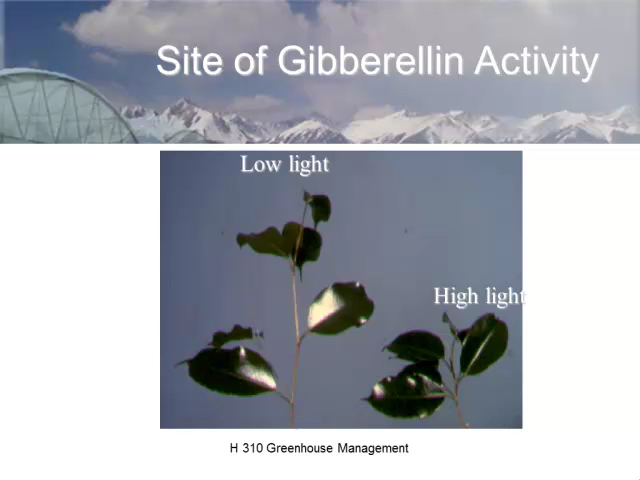 Site of Gibberellin Activity
Low light
High light
H 310 Greenhouse Management